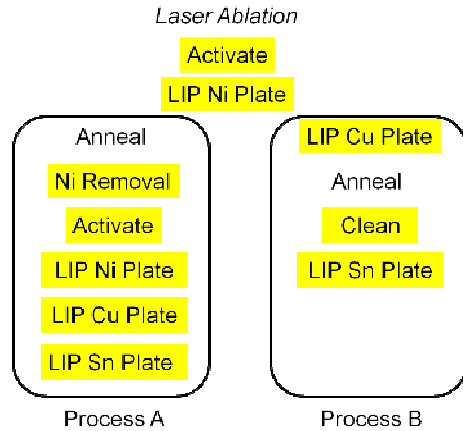 Laser Ablation
Activate
LIP Ni Plate
Anneal
Ni Removal
Activate
LIP Ni Plate
LIP Cu Plate
LIP Sn Plate
Process A
LIP Cu Plate
Anneal
Clean
LIP Sn Plate
Process B